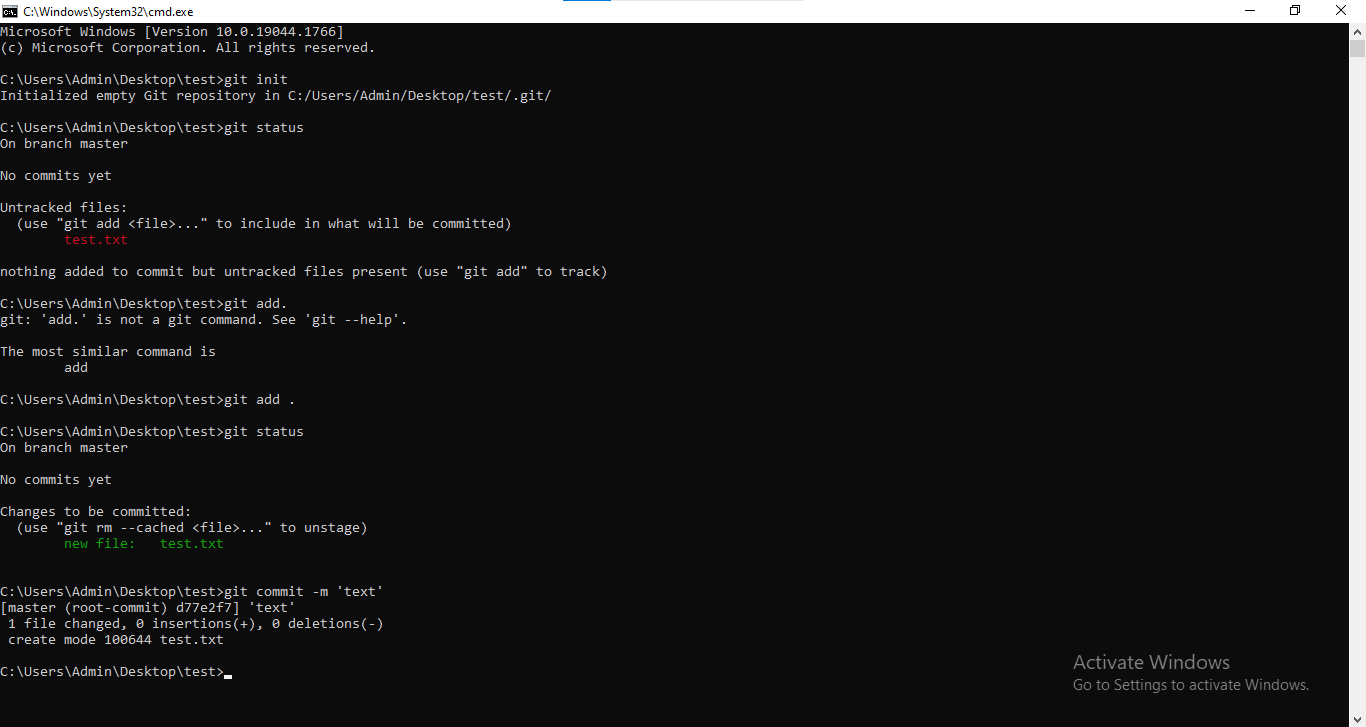 C:\Windows\System32\cmd.exe
Microsoft Windows [Version 10.0.19044.1766]
(c) Microsoft Corporation. All rights reserved.
C:\Users\Admin\Desktop\test>git init
Initialized empty Git repository in C:/Users/Admin/Desktop/test/.git/
C:\Users\Admin\Desktop\test>git status
On branch master
No commits yet
Untracked files:
  (use "git add <file>..." to include in what will be committed)
        test.txt
nothing added to commit but untracked files present (use "git add" to track)
C:\Users\Admin\Desktop\test>git add.
git: 'add.' is not a git command. See 'git --help'.
The most similar command is
        add
C:\Users\Admin\Desktop\test>git add .
C:\Users\Admin\Desktop\test>git status
On branch master
No commits yet
Changes to be committed:
  (use "git rm --cached <file>..." to unstage)
        new file:   test.txt
C:\Users\Admin\Desktop\test>git commit -m 'text'
[master (root-commit) d77e2f7] 'text'
 1 file changed, 0 insertions(+), 0 deletions(-)
 create mode 100644 test.txt
C:\Users\Admin\Desktop\test>
Activate Windows
Go to Settings to activate Windows.